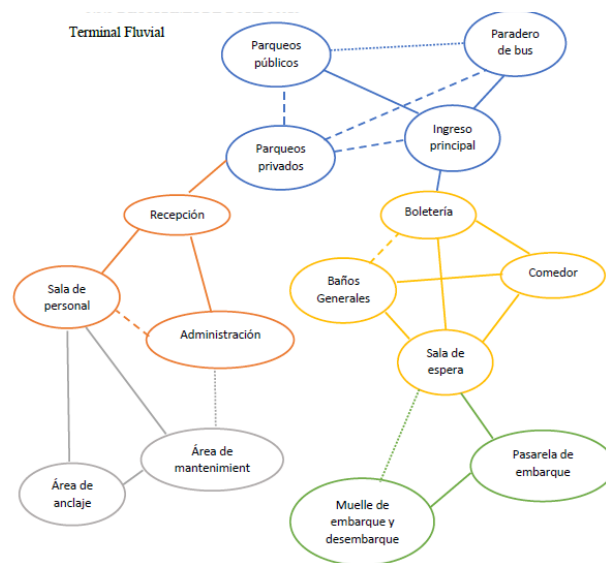 Terminal Fluvial
Parqueos
públicos
Paradero
de bus
Ingreso
principal
Parqueos
privados
Recepción
Boletería
Baños
Generales
Comedor
Sala de
personal
Administración
Sala de
espera
Área de
mantenimient
Pasarela de
embarque
Área de
anclaje
Muelle de
embarque y
desembarque